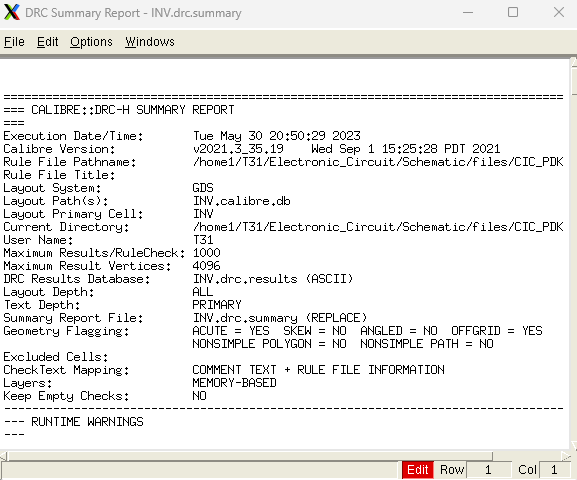 DRC Summary Report - INV.drc.summary
File Edit Options Windows
================================================================================
=== CALIBRE::DRC-H SUMMARY REPORT
===
Execution Date/Time: Tue May 30 20:50:29 2023
Calibre Version: v2021.3_35.19 Wed Sep 1 15:25:28 PDT 2021
Rule File Pathname: /home1/T31/Electronic_Circuit/Schematic/files/CIC_PDK
Rule File Title:
Layout System: GDS
Layout Path(s): INV.calibre.db
Layout Primary Cell: INV
Current Directory: /home1/T31/Electronic_Circuit/Schematic/files/CIC_PDK
User Name: T31
Maximum Results/RuleCheck: 1000
Maximum Result Vertices: 4096
DRC Results Database: INV.drc.results (ASCII)
Layout Depth: ALL
Text Depth: PRIMARY
Summary Report File: INV.drc.summary (REPLACE)
Geometry Flagging: ACUTE = YES SKEW = NO ANGLED = NO OFFGRID = YES
NONSIMPLE POLYGON = NO NONSIMPLE PATH = NO
Excluded Cells:
CheckText Mapping: COMMENT TEXT + RULE FILE INFORMATION
Layers: MEMORY-BASED
Keep Empty Checks: NO
--------------------------------------------------------------------------------
--- RUNTIME WARNINGS
---
Edit Row 1 Col 1